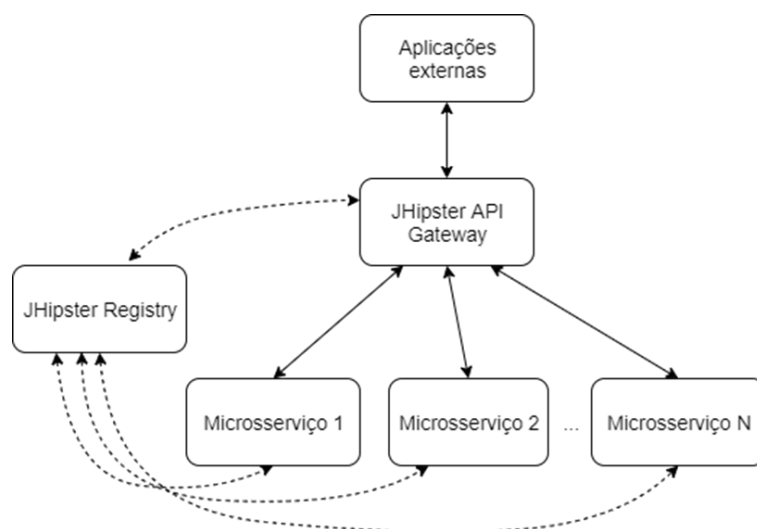 Aplicações
externas
JHipster API
Gateway
JHipster Registry
Microsserviço 1
Microsserviço 2
...
Microsserviço N